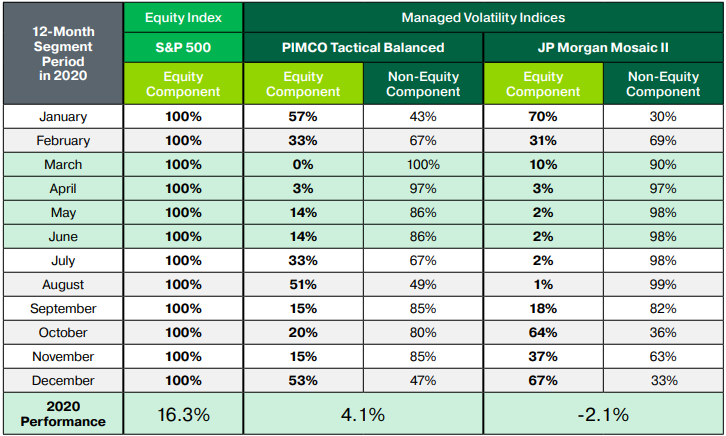 12-Month Segment Period in 2020 Equity Index Managed Volatility Indices
S&P 500 PIMCO Tactical Balanced JP Morgan Mosaic II
Equity Component Equity Component Non-Equity Component Equity Component Non-Equity Component
January 100% 57% 43% 70% 30%
February 100% 33% 67% 31% 69%
March 100% 0% 100% 10% 90%
April 100% 3% 97% 3% 97%
May 100% 14% 86% 2% 98%
June 100% 14% 86% 2% 98%
July 100% 33% 67% 2% 98%
August 100% 51% 49% 1% 99%
September 100% 15% 85% 18% 82%
October 100% 20% 80% 64% 36%
November 100% 15% 85% 37% 63%
December 100% 53% 47% 67% 33%
2020 Performance 16.3% 4.1% -2.1%